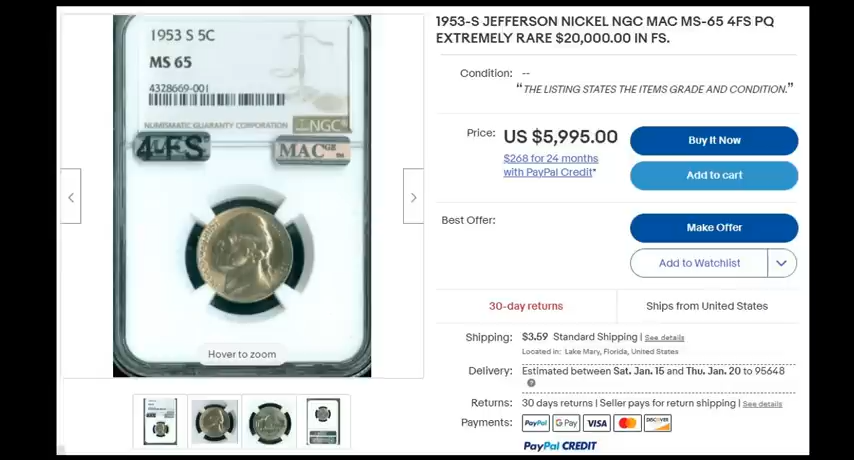 1953 S 5C
MS 65
4328669-001
NUMISMATIC GUARANTY CORPORATION
NGC
4-FS
MAC
Hover to zoom
1953-S JEFFERSON NICKEL NGC MAC MS-65 4FS PQ
EXTREMELY RARE $20,000.00 IN FS.
Condition: --
“THE LISTING STATES THE ITEMS GRADE AND CONDITION.”
Price: US $5,995.00
$268 for 24 months
with PayPal Credit*
Buy It Now
Add to cart
Best Offer:
Make Offer
Add to Watchlist
30-day returns
Ships from United States
Shipping: $3.59 Standard Shipping | See details
Located in: Lake Mary, Florida, United States
Delivery: Estimated between Sat. Jan. 15 and Thu. Jan. 20 to 95648
Returns: 30 days returns | Seller pays for return shipping | See details
Payments: PayPal G Pay VISA MasterCard DISCOVER
PayPal CREDIT